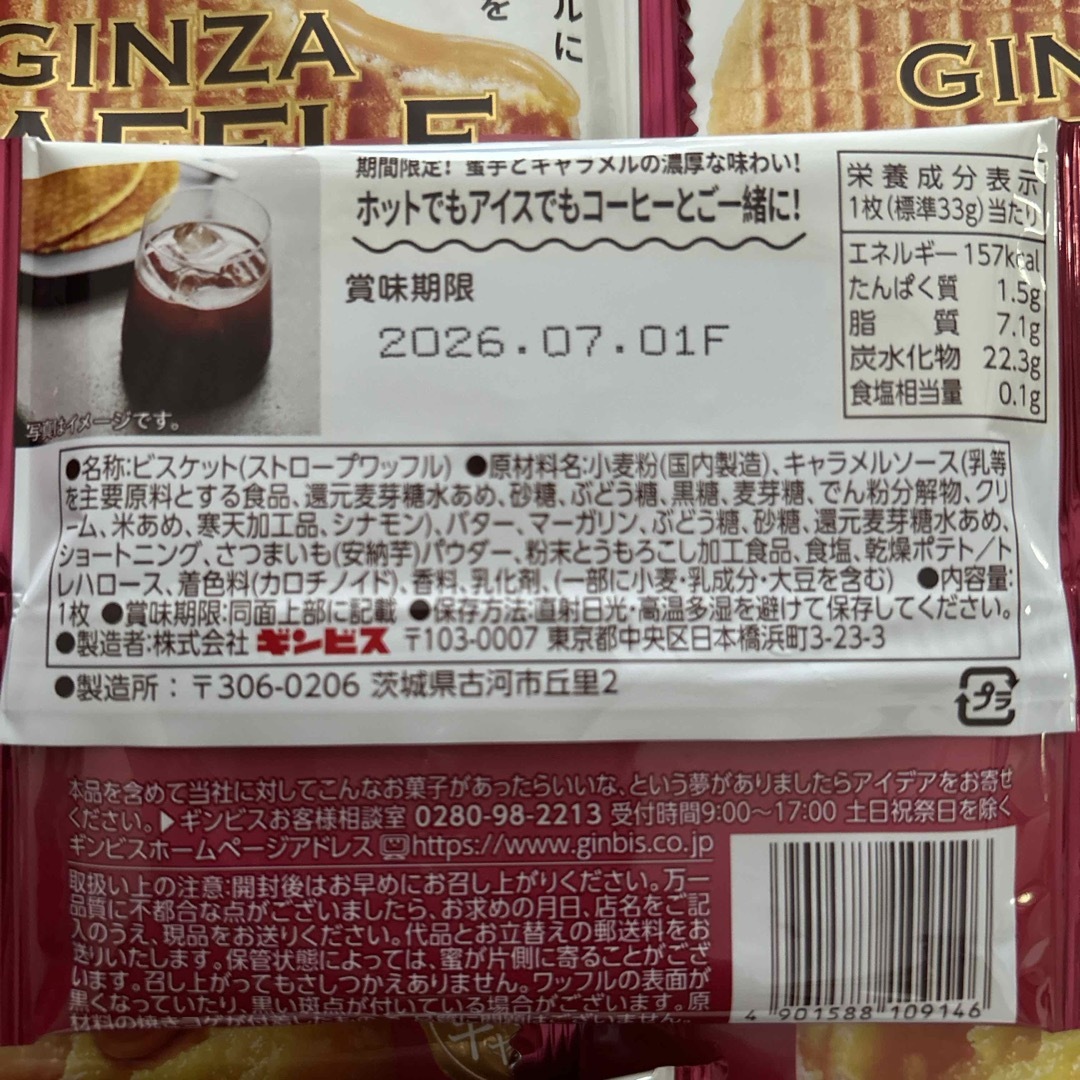 ルに
を
GINZA
AFFLE
GIN
期間限定! 蜜芋とキャラメルの濃厚な味わい!
ホットでもアイスでもコーヒーとご一緒に!
賞味期限
2026.07.01F
写真はイメージです。
栄養成分表示
1枚(標準33g)当たり
エネルギー 157kcal
たんぱく質 1.5g
脂質 7.1g
炭水化物 22.3g
食塩相当量 0.1g
●名称:ビスケット(ストロープワッフル) ●原材料名:小麦粉(国内製造)、キャラメルソース(乳等
を主要原料とする食品、還元麦芽糖水あめ、砂糖、ぶどう糖、黒糖、麦芽糖、でん粉分解物、クリ
ーム、米あめ、寒天加工品、シナモン)、バター、マーガリン、ぶどう糖、砂糖、還元麦芽糖水あめ、
ショートニング、さつまいも(安納芋)パウダー、粉末とうもろこし加工食品、食塩、乾燥ポテト/ト
レハロース、着色料(カロチノイド)、香料、乳化剤、(一部に小麦・乳成分・大豆を含む) ●内容量:
1枚 ●賞味期限:同面上部に記載 ●保存方法:直射日光・高温多湿を避けて保存してください。
●製造者:株式会社 ギンビス 〒103-0007 東京都中央区日本橋浜町3-23-3
●製造所:〒306-0206 茨城県古河市丘里2
プラ
本品を含めて当社に対してこんなお菓子があったらいいな、という夢がありましたらアイデアをお寄せ
ください。▶ギンビスお客様相談室 0280-98-2213 受付時間9:00〜17:00 土日祝祭日を除く
ギンビスホームページアドレス https://www.ginbis.co.jp
取扱い上の注意:開封後はお早めにお召し上がりください。万一
品質に不都合な点がございましたら、お求めの月日、店名をご記
入のうえ、現品をお送りください。代品とお立替えの郵送料をお
送りいたします。保管状態によっては、蜜が片側に寄ることがござ
います。召し上がってもさしつかえありません。ワッフルの表面が
黒くなっていたり、黒い斑点が付いている場合がございます。原
材料の焼きコゲが付着した
4 901588 109146